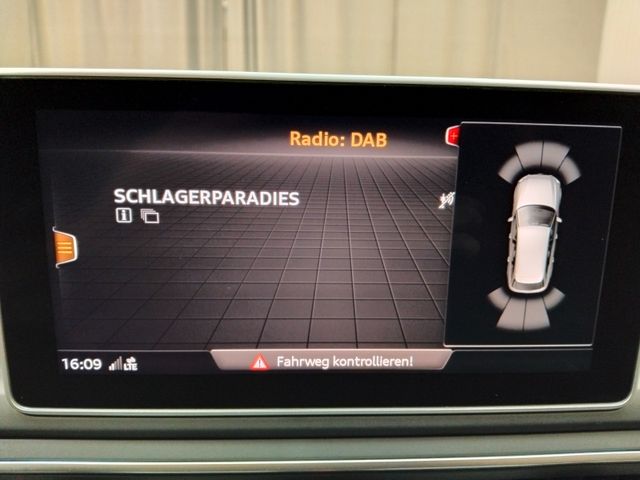 Radio: DAB
SCHLAGERPARADIES
16:09 LTE
Fahrweg kontrollieren!